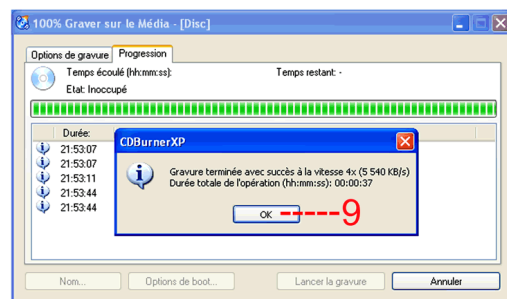 100% Graver sur le Média - [Disc]
Options de gravure Progression
Temps écoulé (hh:mm:ss): Temps restant: -
Etat: Inoccupé
Durée:
21:53:07
21:53:07
21:53:11
21:53:44
21:53:44
CDBurnerXP
Gravure terminée avec succès à la vitesse 4x (5 540 KB/s)
Durée totale de l'opération (hh:mm:ss): 00:00:37
OK -----9
Nom... Options de boot... Lancer la gravure Annuler